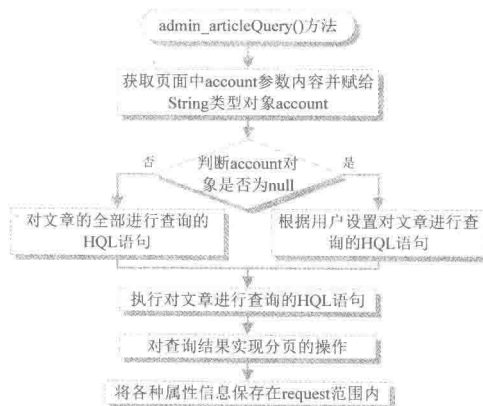 admin_articleQuery()方法
获取页面中account参数内容并赋给
String类型对象account
否
判断account对
象是否为null
是
对文章的全部进行查询的
HQL语句
根据用户设置对文章进行查
询的HQL语句
执行对文章进行查询的HQL语句
对查询结果实现分页的操作
将各种属性信息保存在request范围内